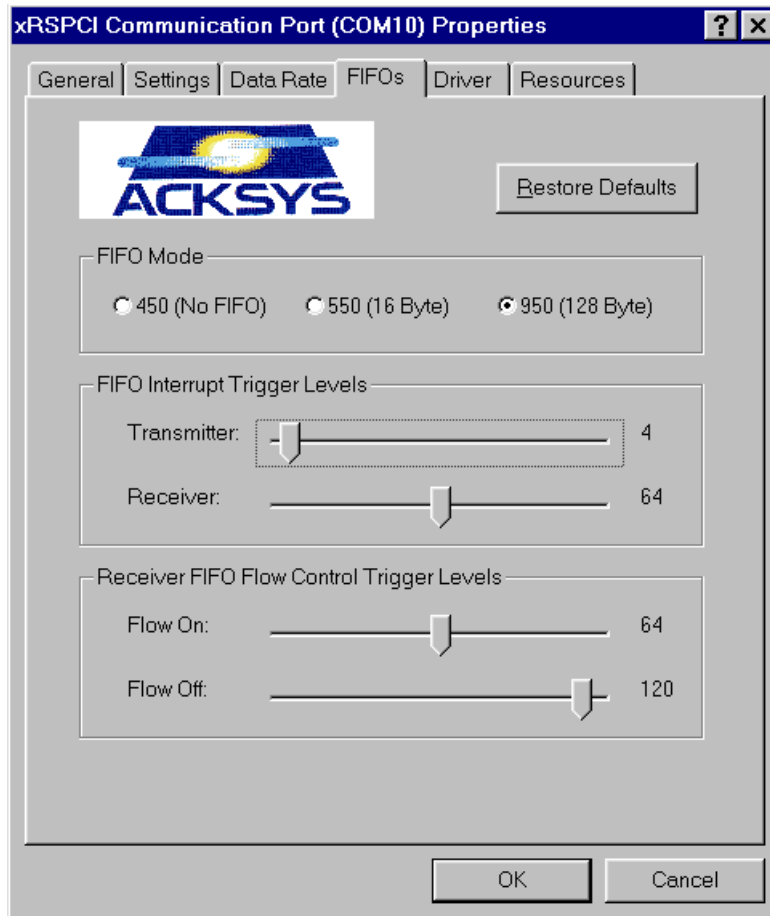 xRSPCI Communication Port (COM10) Properties ? ×
General Settings Data Rate FIFOs Driver Resources
ACKSYS
Restore Defaults
FIFO Mode
450 (No FIFO) 550 (16 Byte) 950 (128 Byte)
FIFO Interrupt Trigger Levels
Transmitter: 4
Receiver: 64
Receiver FIFO Flow Control Trigger Levels
Flow On: 64
Flow Off: 120
OK Cancel